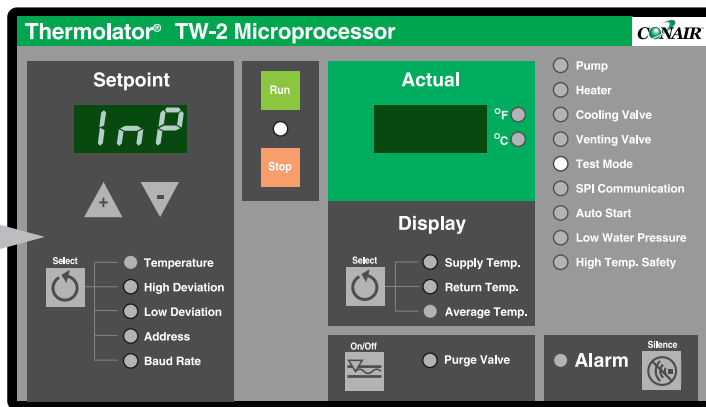 Thermolator® TW-2 Microprocessor
CONAIR
Setpoint
InP
+
-
Select
Temperature
High Deviation
Low Deviation
Address
Baud Rate
Run
Stop
Actual
°F
°C
Display
Select
Supply Temp.
Return Temp.
Average Temp.
On/Off
Purge Valve
Pump
Heater
Cooling Valve
Venting Valve
Test Mode
SPI Communication
Auto Start
Low Water Pressure
High Temp. Safety
Alarm
Silence